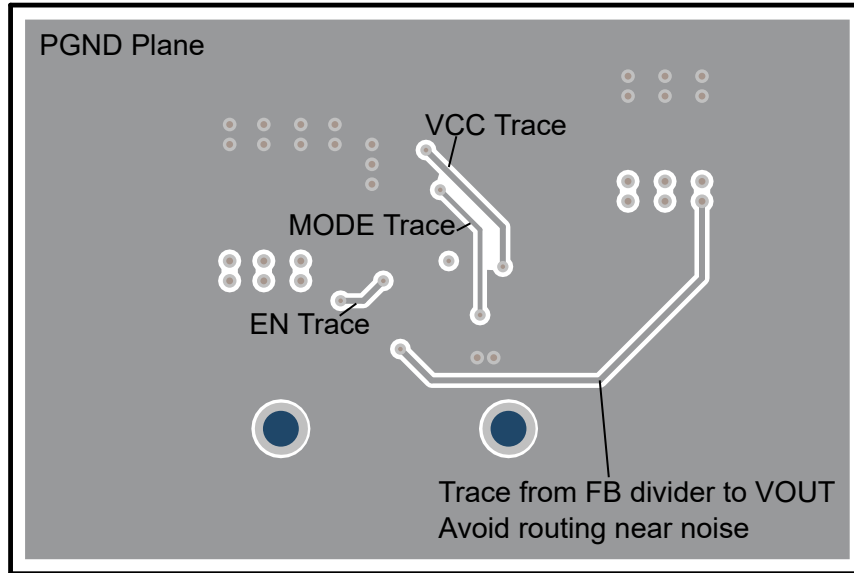 PGND Plane
VCC Trace
MODE Trace
EN Trace
Trace from FB divider to VOUT
Avoid routing near noise